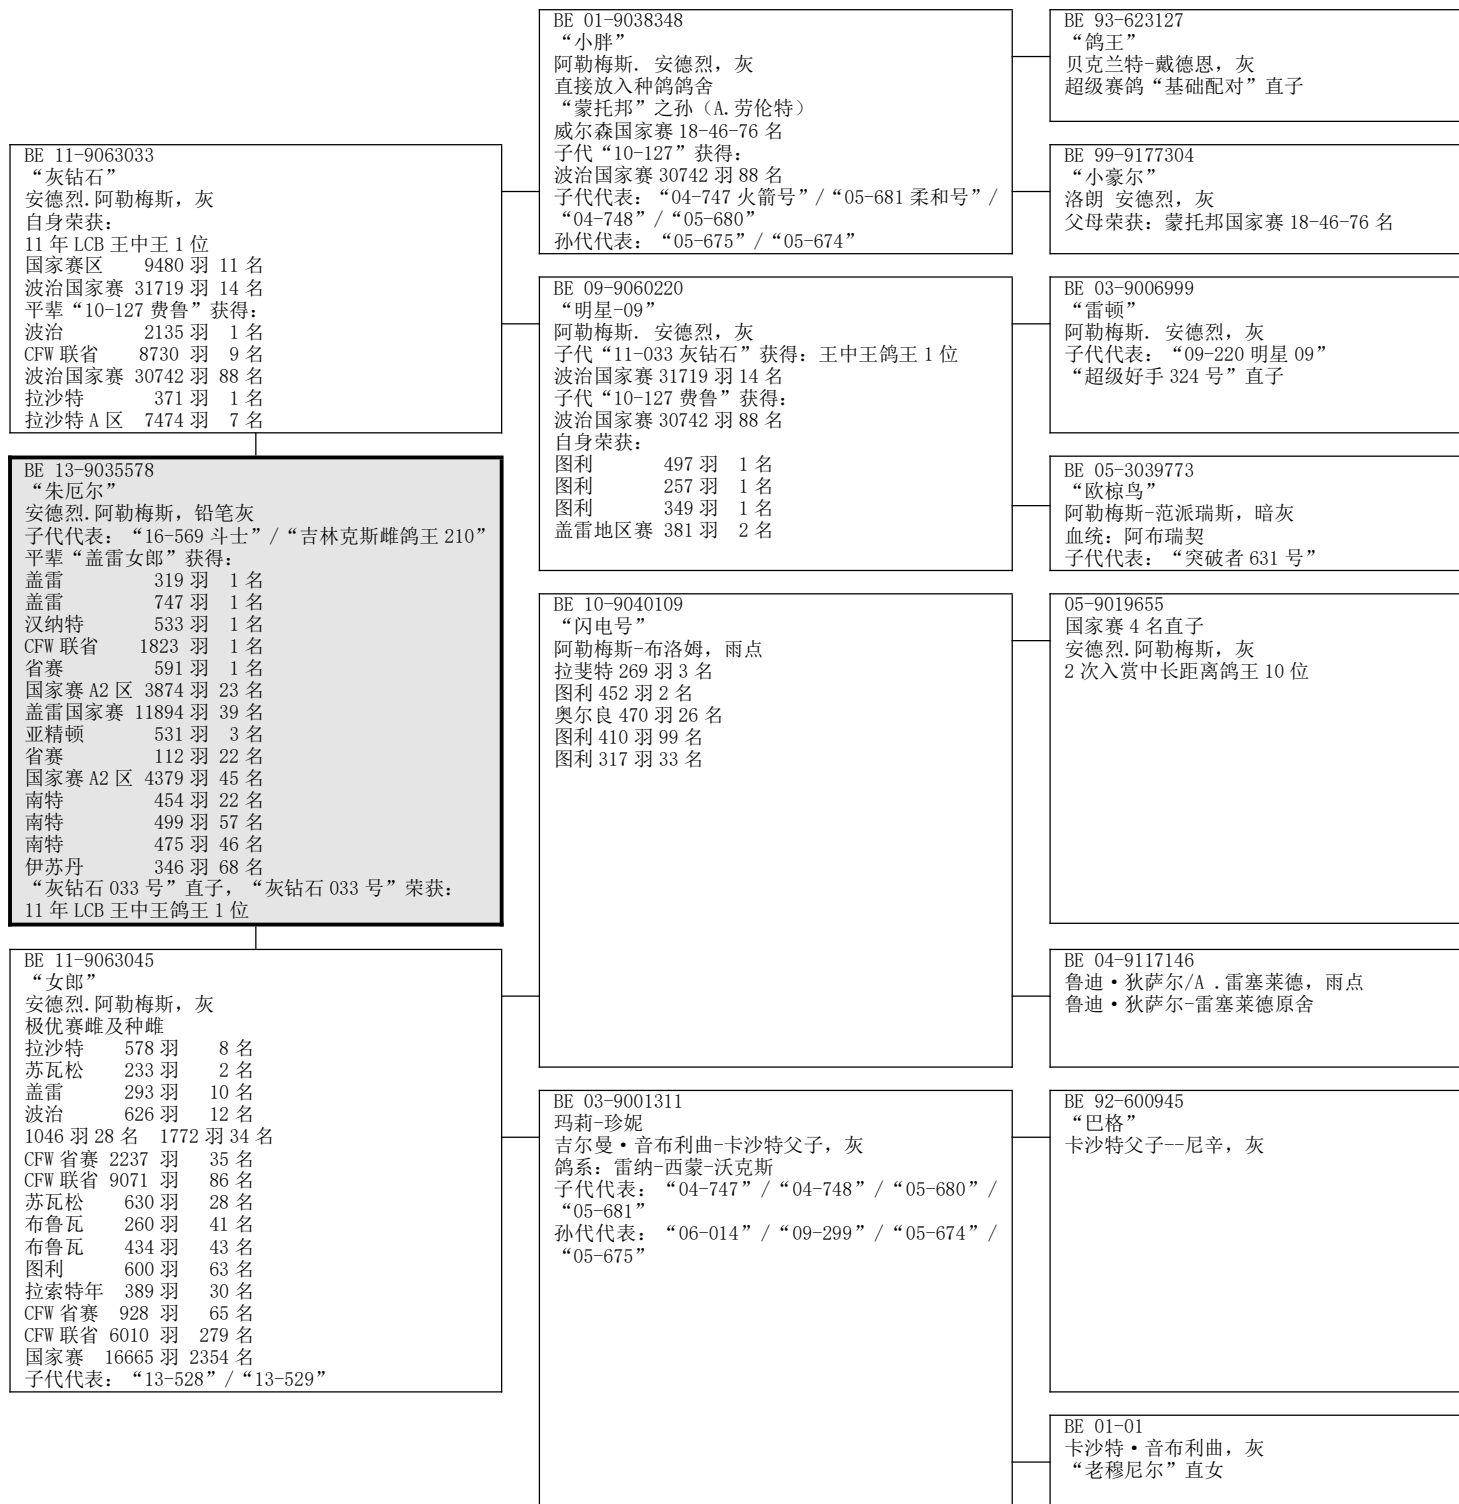 BE 11-9063033
“灰钻石”
安德烈.阿勒梅斯，灰
自身荣获：
11 年 LCB 王中王 1 位
国家赛区 9480 羽 11 名
波治国家赛 31719 羽 14 名
平辈“10-127 费鲁”获得：
波治 2135 羽 1 名
CFW 联省 8730 羽 9 名
波治国家赛 30742 羽 88 名
拉沙特 371 羽 1 名
拉沙特 A 区 7474 羽 7 名
BE 13-9035578
“朱厄尔”
安德烈.阿勒梅斯，铅笔灰
子代代表：“16-569 斗士”/“吉林克斯雌鸽王 210”
平辈“盖雷女郎”获得：
盖雷 319 羽 1 名
盖雷 747 羽 1 名
汉纳特 533 羽 1 名
CFW 联省 1823 羽 1 名
省赛 591 羽 1 名
国家赛 A2 区 3874 羽 23 名
盖雷国家赛 11894 羽 39 名
亚精顿 531 羽 3 名
省赛 112 羽 22 名
国家赛 A2 区 4379 羽 45 名
南特 454 羽 22 名
南特 499 羽 57 名
南特 475 羽 46 名
伊苏丹 346 羽 68 名
“灰钻石 033 号”直子，“灰钻石 033 号”荣获：
11 年 LCB 王中王鸽王 1 位
BE 11-9063045
“女郎”
安德烈.阿勒梅斯，灰
极优赛雌及种雌
拉沙特 578 羽 8 名
苏瓦松 233 羽 2 名
盖雷 293 羽 10 名
波治 626 羽 12 名
1046 羽 28 名 1772 羽 34 名
CFW 省赛 2237 羽 35 名
CFW 联省 9071 羽 86 名
苏瓦松 630 羽 28 名
布鲁瓦 260 羽 41 名
布鲁瓦 434 羽 43 名
图利 600 羽 63 名
拉索特年 389 羽 30 名
CFW 省赛 928 羽 65 名
CFW 联省 6010 羽 279 名
国家赛 16665 羽 2354 名
子代代表：“13-528”/“13-529”
BE 01-9038348
“小胖”
阿勒梅斯. 安德烈，灰
直接放入种鸽鸽舍
“蒙托邦”之孙（A.劳伦特）
威尔森国家赛 18-46-76 名
子代“10-127”获得：
波治国家赛 30742 羽 88 名
子代代表：“04-747 火箭号”/“05-681 柔和号”/
“04-748”/“05-680”
孙代代表：“05-675”/“05-674”
BE 09-9060220
“明星-09”
阿勒梅斯. 安德烈，灰
子代“11-033 灰钻石”获得：王中王鸽王 1 位
波治国家赛 31719 羽 14 名
子代“10-127 费鲁”获得：
波治国家赛 30742 羽 88 名
自身荣获：
图利 497 羽 1 名
图利 257 羽 1 名
图利 349 羽 1 名
盖雷地区赛 381 羽 2 名
BE 10-9040109
“闪电号”
阿勒梅斯-布洛姆，雨点
拉斐特 269 羽 3 名
图利 452 羽 2 名
奥尔良 470 羽 26 名
图利 410 羽 99 名
图利 317 羽 33 名
BE 03-9001311
玛莉-珍妮
吉尔曼•音布利曲-卡沙特父子，灰
鸽系：雷纳-西蒙-沃克斯
子代代表：“04-747”/“04-748”/“05-680”/
“05-681”
孙代代表：“06-014”/“09-299”/“05-674”/
“05-675”
BE 93-623127
“鸽王”
贝克兰特-戴德恩，灰
超级赛鸽“基础配对”直子
BE 99-9177304
“小豪尔”
洛朗 安德烈，灰
父母荣获：蒙托邦国家赛 18-46-76 名
BE 03-9006999
“雷顿”
阿勒梅斯. 安德烈，灰
子代代表：“09-220 明星 09”
“超级好手 324 号”直子
BE 05-3039773
“欧椋鸟”
阿勒梅斯-范派瑞斯，暗灰
血统：阿布瑞契
子代代表：“突破者 631 号”
05-9019655
国家赛 4 名直子
安德烈.阿勒梅斯，灰
2 次入赏中长距离鸽王 10 位
BE 04-9117146
鲁迪•狄萨尔/A .雷塞莱德，雨点
鲁迪•狄萨尔-雷塞莱德原舍
BE 92-600945
“巴格”
卡沙特父子--尼辛，灰
BE 01-01
卡沙特•音布利曲，灰
“老穆尼尔”直女